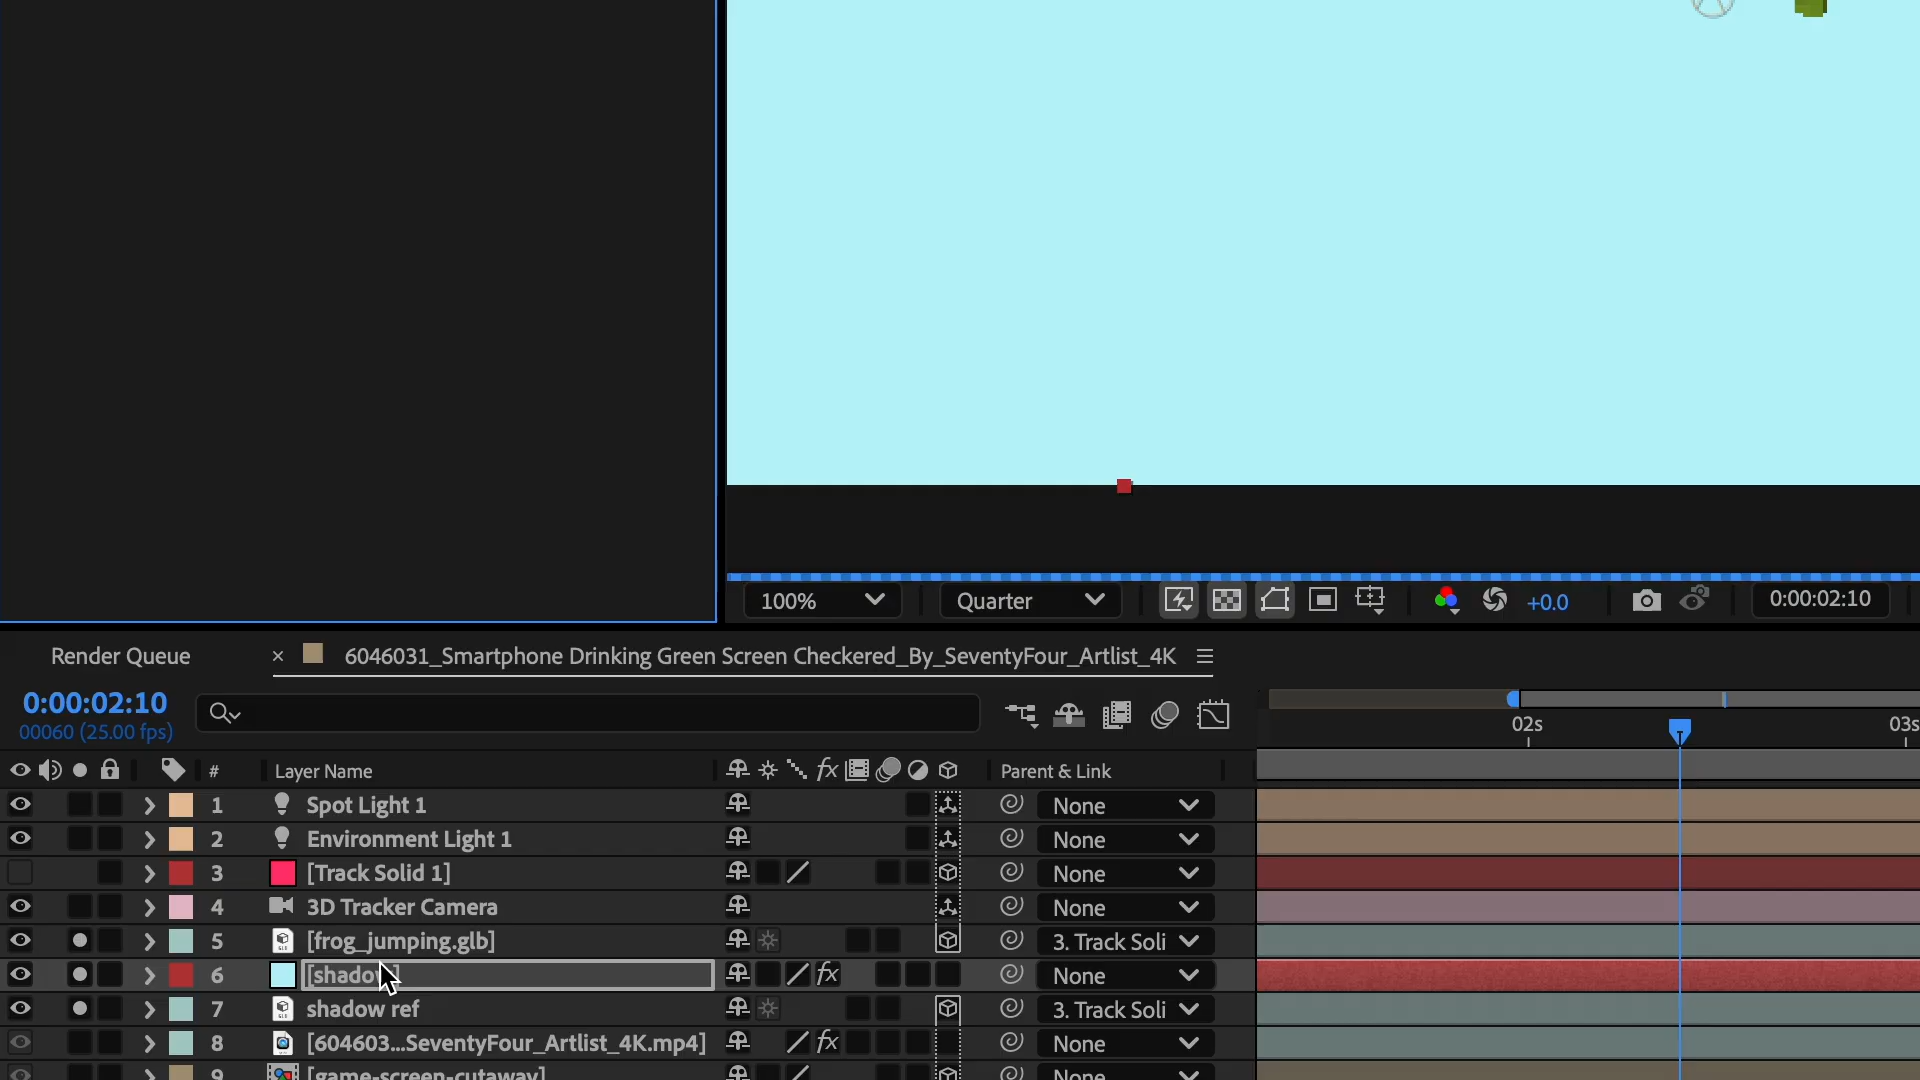 100%
Quarter
+0.0
0:00:02:10
Render Queue
× 6046031_Smartphone Drinking Green Screen Checkered_By_SeventyFour_Artlist_4K
0:00:02:10
00060 (25.00 fps)
02s
03s
# Layer Name
fx
Parent & Link
1 Spot Light 1 None
2 Environment Light 1 None
3 [Track Solid 1] None
4 3D Tracker Camera None
5 [frog_jumping.glb] 3. Track Soli
6 [shadow] fx None
7 shadow ref 3. Track Soli
8 [604603...SeventyFour_Artlist_4K.mp4] fx None
9 [game-screen-cutaway] None